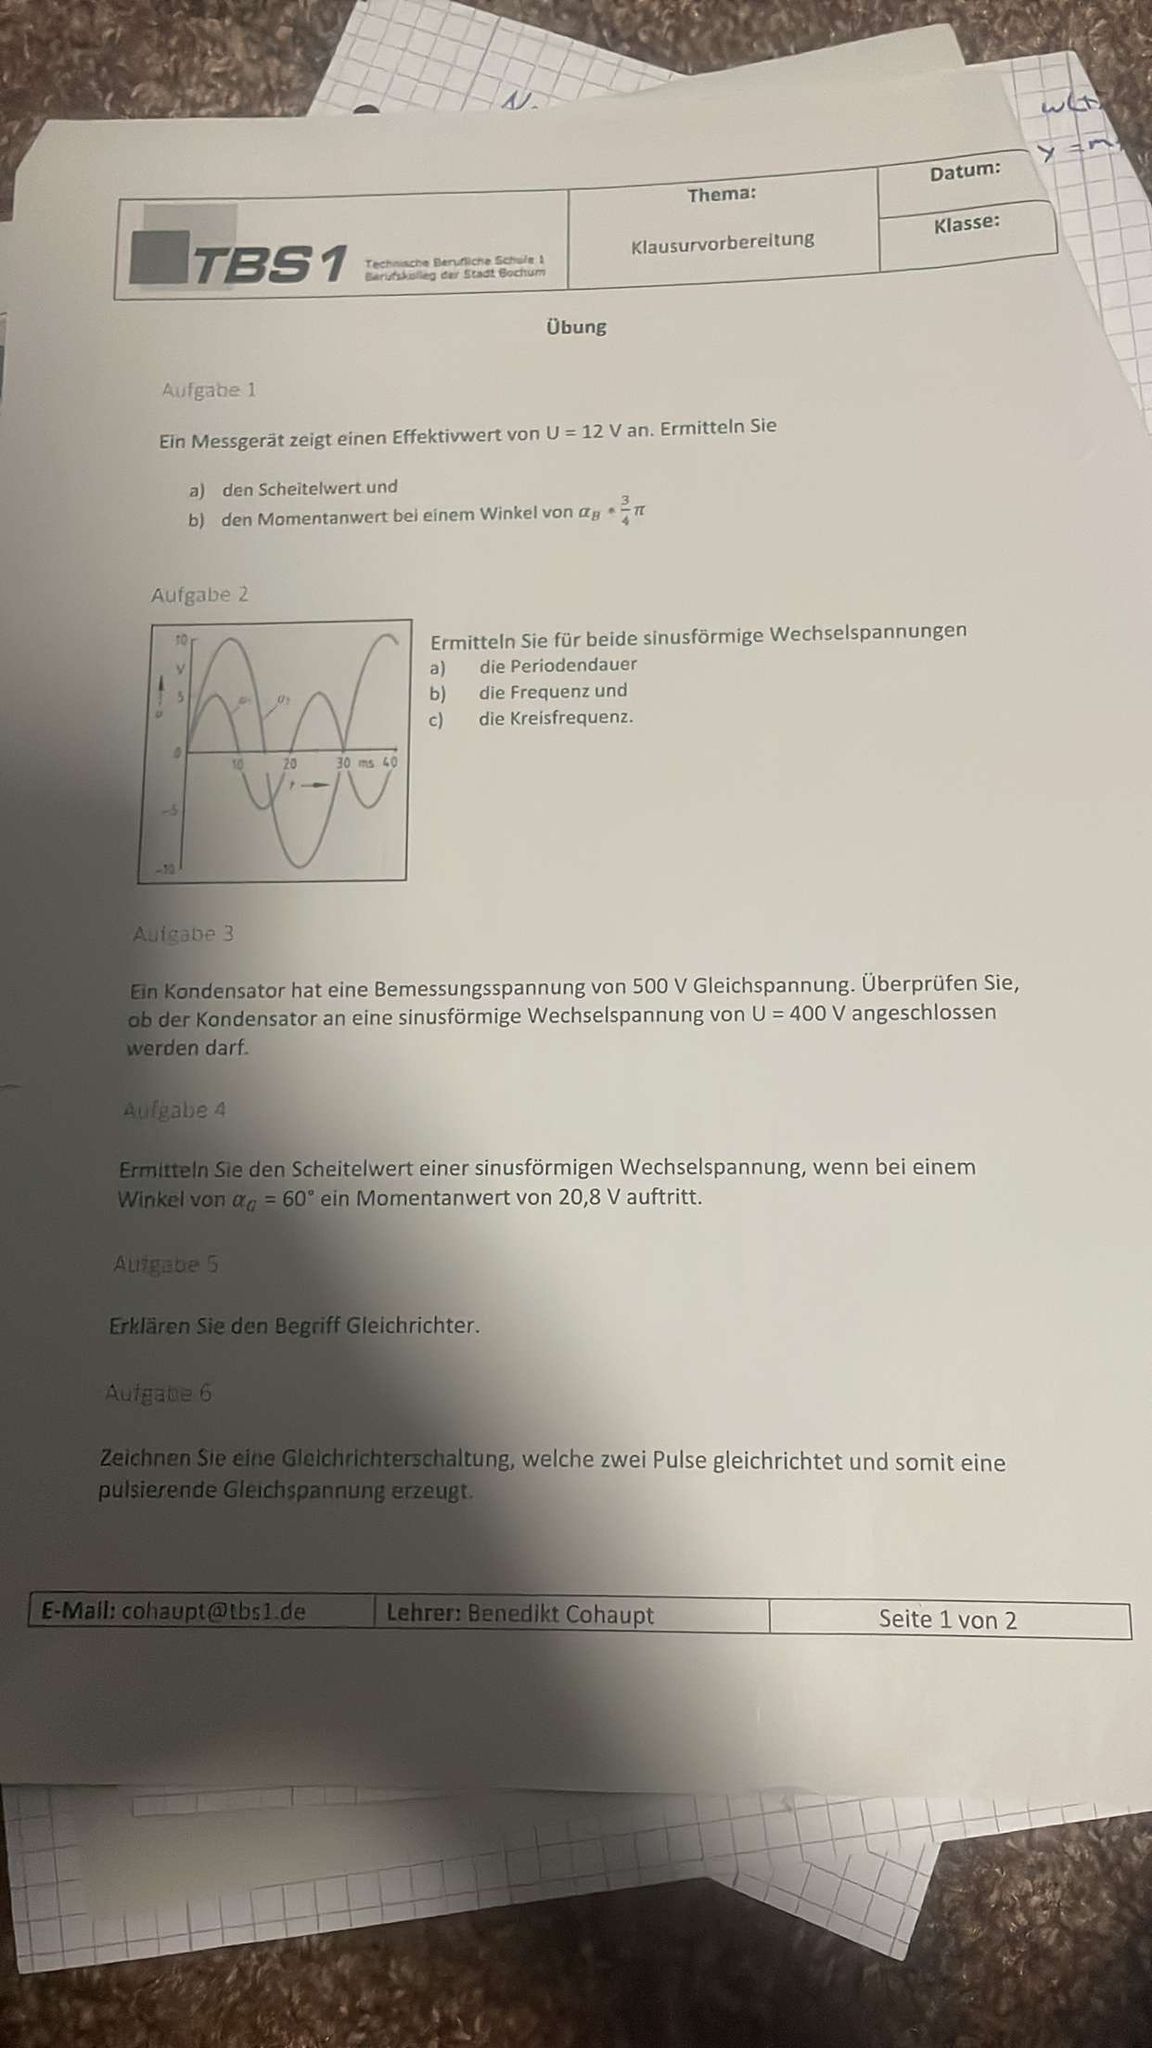 N.
w(t)
y = m
TBS1
Technische Berufliche Schule 1
Berufskolleg der Stadt Bochum
Thema:
Klausurvorbereitung
Datum:
Klasse:
Übung
Aufgabe 1
Ein Messgerät zeigt einen Effektivwert von U = 12 V an. Ermitteln Sie
a) den Scheitelwert und
b) den Momentanwert bei einem Winkel von α_B = 3/4 π
Aufgabe 2
10
V
5
u
0
-5
-10
u₁
u₂
10 20 30 ms 40
t
Ermitteln Sie für beide sinusförmige Wechselspannungen
a) die Periodendauer
b) die Frequenz und
c) die Kreisfrequenz.
Aufgabe 3
Ein Kondensator hat eine Bemessungsspannung von 500 V Gleichspannung. Überprüfen Sie,
ob der Kondensator an eine sinusförmige Wechselspannung von U = 400 V angeschlossen
werden darf.
Aufgabe 4
Ermitteln Sie den Scheitelwert einer sinusförmigen Wechselspannung, wenn bei einem
Winkel von α_G = 60° ein Momentanwert von 20,8 V auftritt.
Aufgabe 5
Erklären Sie den Begriff Gleichrichter.
Aufgabe 6
Zeichnen Sie eine Gleichrichterschaltung, welche zwei Pulse gleichrichtet und somit eine
pulsierende Gleichspannung erzeugt.
E-Mail: cohaupt@tbs1.de
Lehrer: Benedikt Cohaupt
Seite 1 von 2